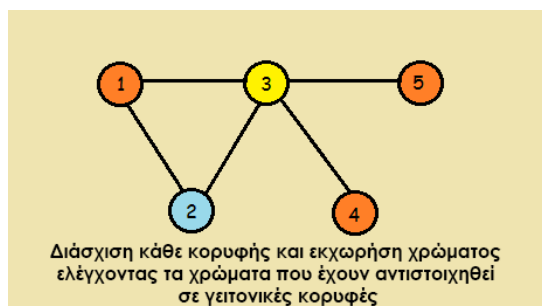 1
3
5
2
4
Διάσχιση κάθε κορυφής και εκχωρήση χρώματος
ελέγχοντας τα χρώματα που έχουν αντιστοιχηθεί
σε γειτονικές κορυφές